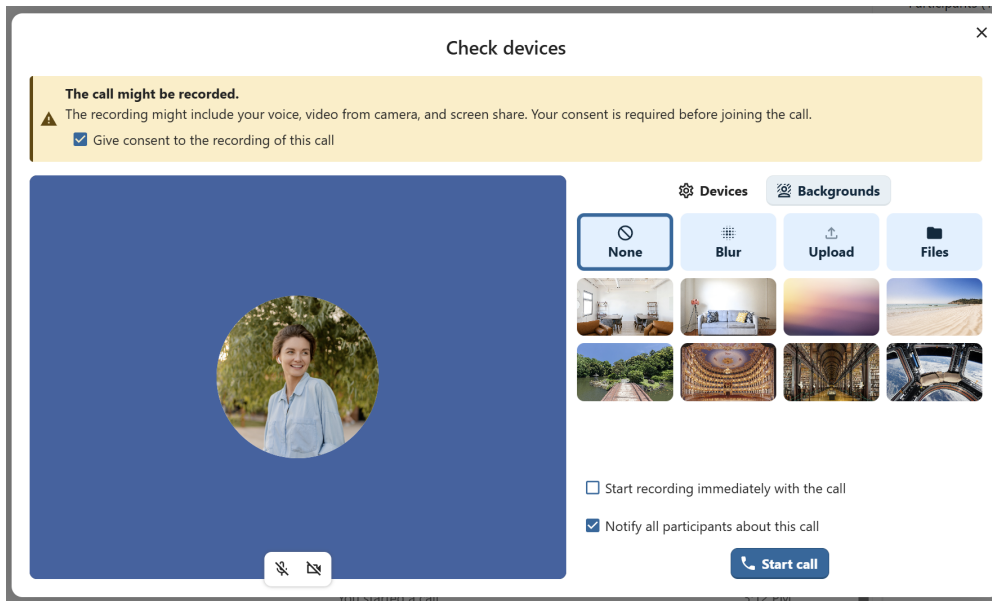 Check devices
The call might be recorded.
The recording might include your voice, video from camera, and screen share. Your consent is required before joining the call.
Give consent to the recording of this call
Devices
Backgrounds
None
Blur
Upload
Files
Start recording immediately with the call
Notify all participants about this call
Start call